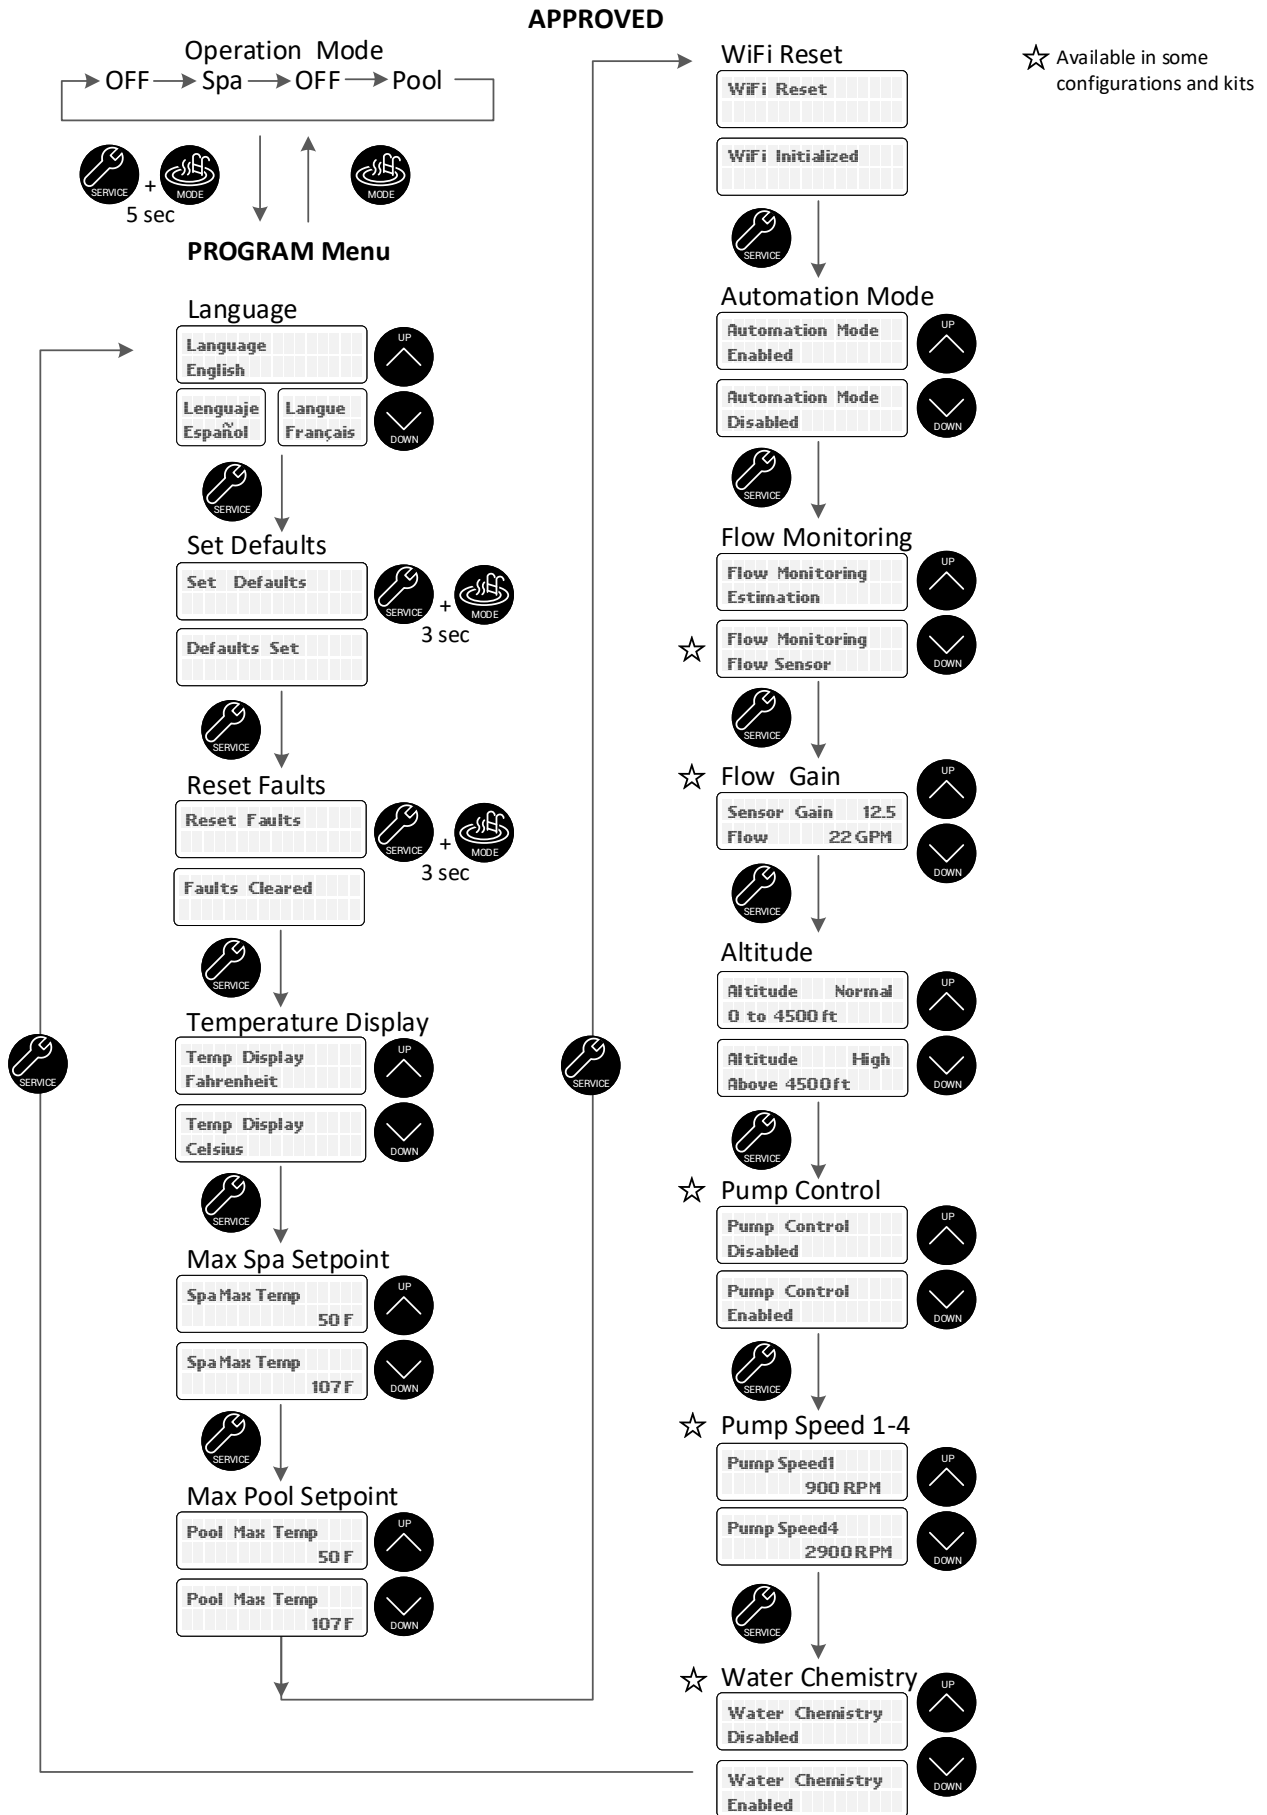 APPROVED
Operation Mode
OFF Spa OFF Pool
SERVICE
+
MODE
5 sec
MODE
PROGRAM Menu
Language
Language
English
UP
Lenguaje
Español
Langue
Français
DOWN
SERVICE
Set Defaults
Set Defaults
SERVICE
+
MODE
3 sec
Defaults Set
SERVICE
Reset Faults
Reset Faults
SERVICE
+
MODE
3 sec
Faults Cleared
SERVICE
Temperature Display
Temp Display
Fahrenheit
UP
Temp Display
Celsius
DOWN
SERVICE
SERVICE
Max Spa Setpoint
Spa Max Temp
50 F
UP
Spa Max Temp
107 F
DOWN
SERVICE
Max Pool Setpoint
Pool Max Temp
50 F
UP
Pool Max Temp
107 F
DOWN
SERVICE
WiFi Reset
WiFi Reset
WiFi Initialized
SERVICE
Automation Mode
Automation Mode
Enabled
UP
Automation Mode
Disabled
DOWN
SERVICE
Flow Monitoring
Flow Monitoring
Estimation
UP
☆
Flow Monitoring
Flow Sensor
DOWN
SERVICE
☆ Flow Gain
Sensor Gain 12.5
Flow 22 GPM
UP
DOWN
SERVICE
Altitude
Altitude Normal
0 to 4500 ft
UP
Altitude High
Above 4500ft
DOWN
SERVICE
☆ Pump Control
Pump Control
Disabled
UP
Pump Control
Enabled
DOWN
SERVICE
☆ Pump Speed 1-4
Pump Speed1
900 RPM
UP
Pump Speed4
2900 RPM
DOWN
SERVICE
☆ Water Chemistry
Water Chemistry
Disabled
UP
Water Chemistry
Enabled
DOWN
☆ Available in some
configurations and kits